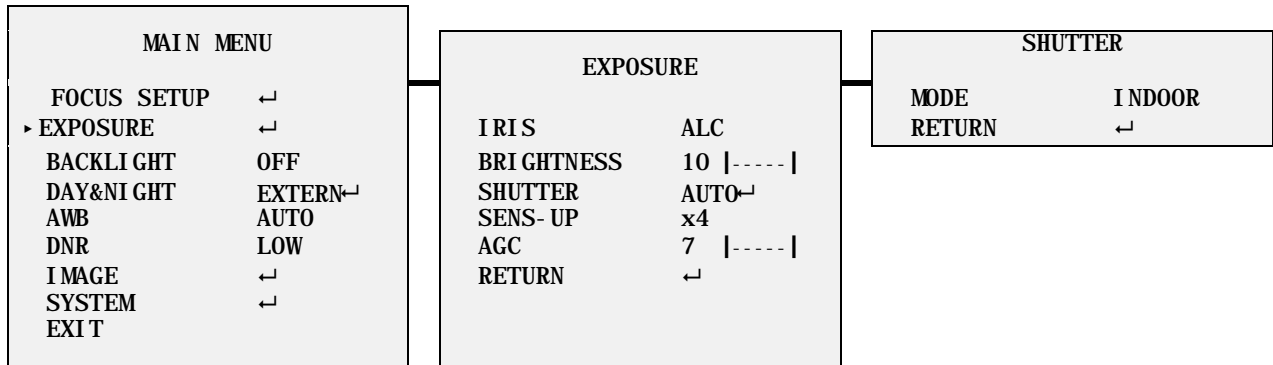 MAIN MENU
FOCUS SETUP ↵
▸ EXPOSURE ↵
BACKLIGHT OFF
DAY&NIGHT EXTERN↵
AWB AUTO
DNR LOW
IMAGE ↵
SYSTEM ↵
EXIT
EXPOSURE
IRIS ALC
BRIGHTNESS 10 |-----|
SHUTTER AUTO↵
SENS-UP x4
AGC 7 |-----|
RETURN ↵
SHUTTER
MODE INDOOR
RETURN ↵